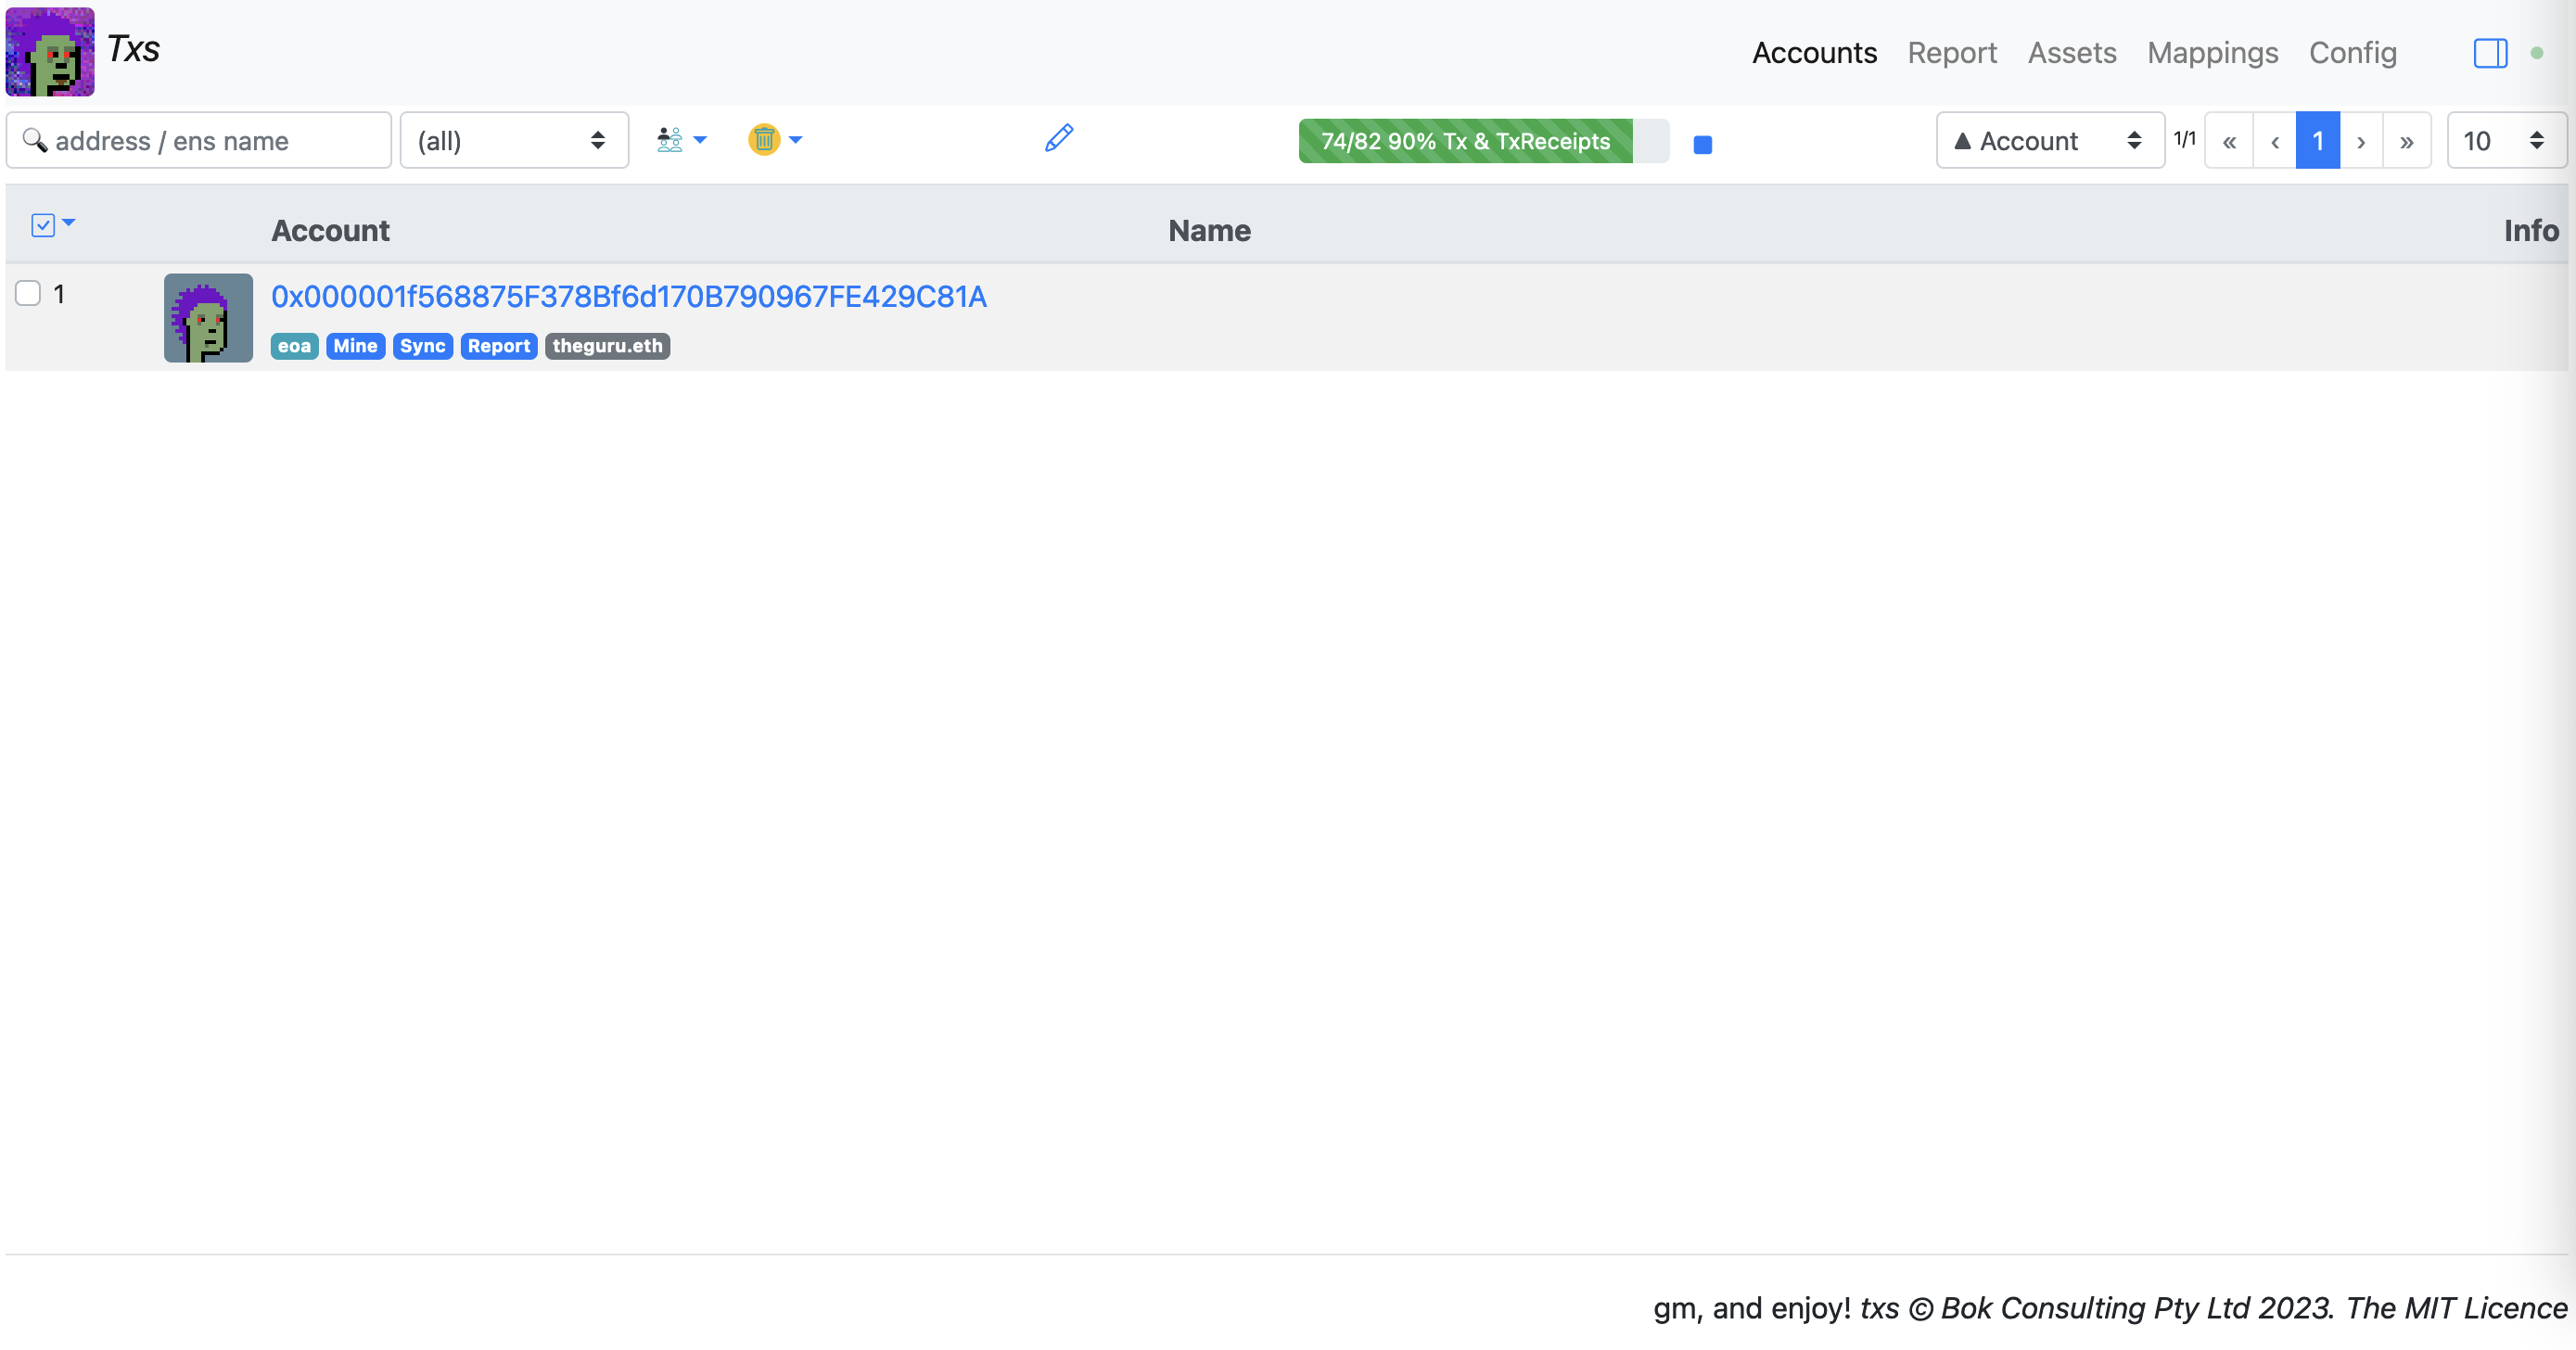 Txs
Accounts Report Assets Mappings Config
address / ens name (all) 74/82 90% Tx & TxReceipts ▲ Account 1/1 « ‹ 1 › » 10
Account Name Info
1 0x000001f568875F378Bf6d170B790967FE429C81A
eoa Mine Sync Report theguru.eth
gm, and enjoy! txs © Bok Consulting Pty Ltd 2023. The MIT Licence